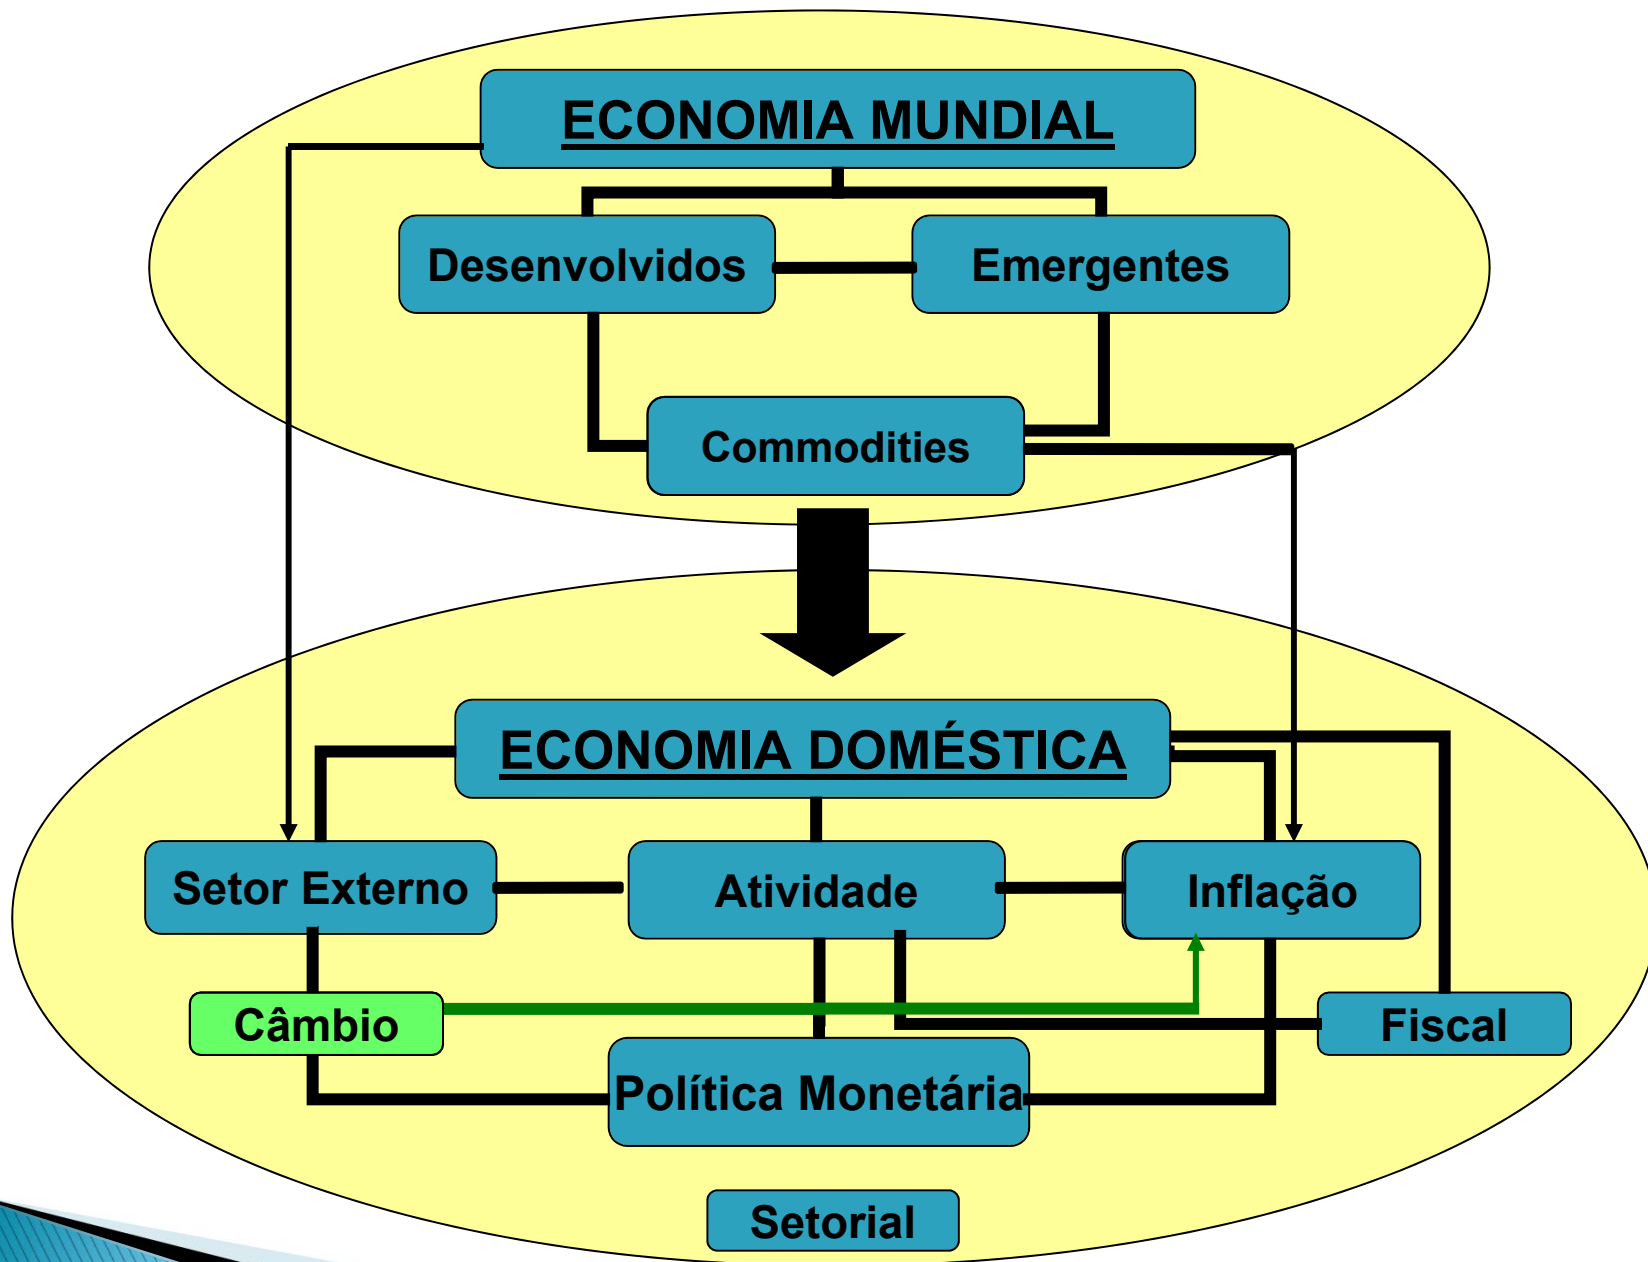 ECONOMIA MUNDIAL
Desenvolvidos
Emergentes
Commodities
ECONOMIA DOMÉSTICA
Setor Externo
Atividade
Inflação
Câmbio
Fiscal
Política Monetária
Setorial